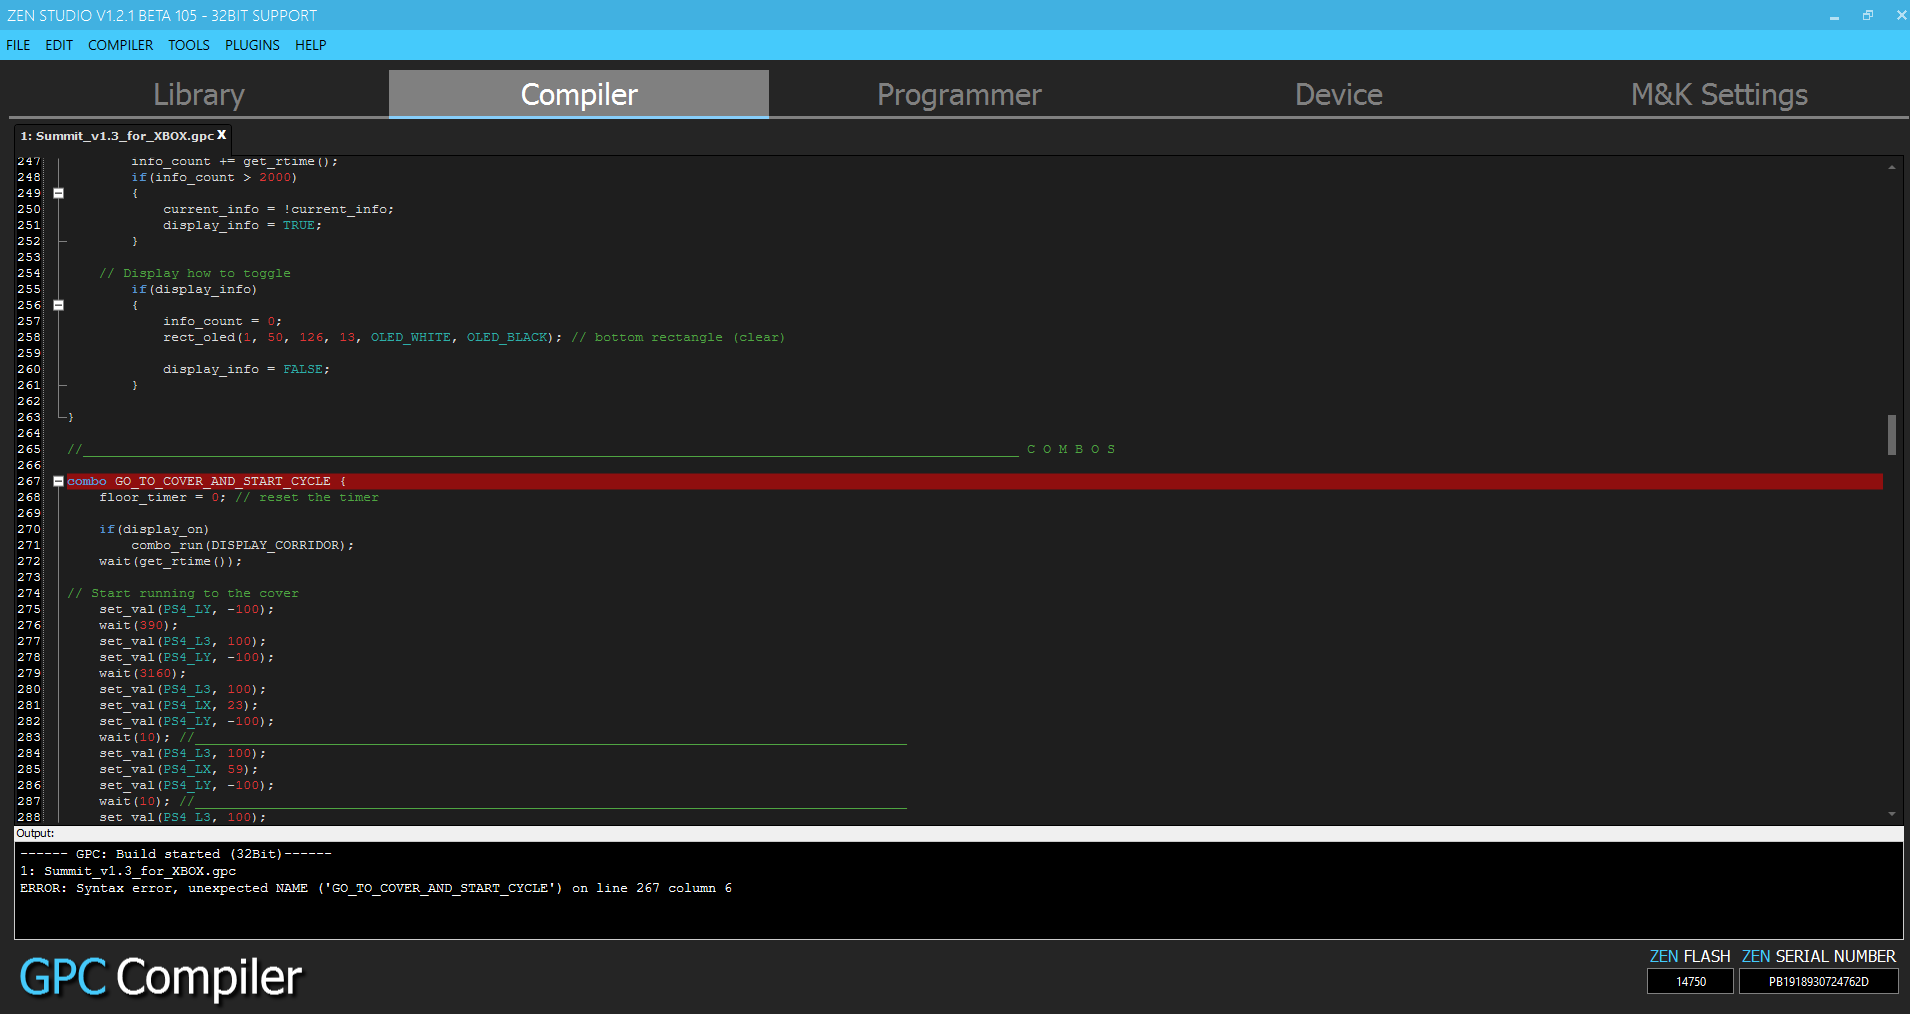 ZEN STUDIO V1.2.1 BETA 105 - 32BIT SUPPORT
FILE EDIT COMPILER TOOLS PLUGINS HELP
Library Compiler Programmer Device M&K Settings
1: Summit_v1.3_for_XBOX.gpc X
247 info_count += get_rtime();
248 if(info_count > 2000)
249 {
250 current_info = !current_info;
251 display_info = TRUE;
252 }
253
254 // Display how to toggle
255 if(display_info)
256 {
257 info_count = 0;
258 rect_oled(1, 50, 126, 13, OLED_WHITE, OLED_BLACK); // bottom rectangle (clear)
259
260 display_info = FALSE;
261 }
262
263 }
264
265 //_____________________________________________________________________________________________________________________ C O M B O S
266
267 combo GO_TO_COVER_AND_START_CYCLE {
268 floor_timer = 0; // reset the timer
269
270 if(display_on)
271 combo_run(DISPLAY_CORRIDOR);
272 wait(get_rtime());
273
274 // Start running to the cover
275 set_val(PS4_LY, -100);
276 wait(390);
277 set_val(PS4_L3, 100);
278 set_val(PS4_LY, -100);
279 wait(3160);
280 set_val(PS4_L3, 100);
281 set_val(PS4_LX, 23);
282 set_val(PS4_LY, -100);
283 wait(10); //_________________________________________________________________________________________
284 set_val(PS4_L3, 100);
285 set_val(PS4_LX, 59);
286 set_val(PS4_LY, -100);
287 wait(10); //_________________________________________________________________________________________
288 set_val(PS4_L3, 100);
Output:
------ GPC: Build started (32Bit)------
1: Summit_v1.3_for_XBOX.gpc
ERROR: Syntax error, unexpected NAME ('GO_TO_COVER_AND_START_CYCLE') on line 267 column 6
GPC Compiler
ZEN FLASH ZEN SERIAL NUMBER
14750 PB1918930724762D